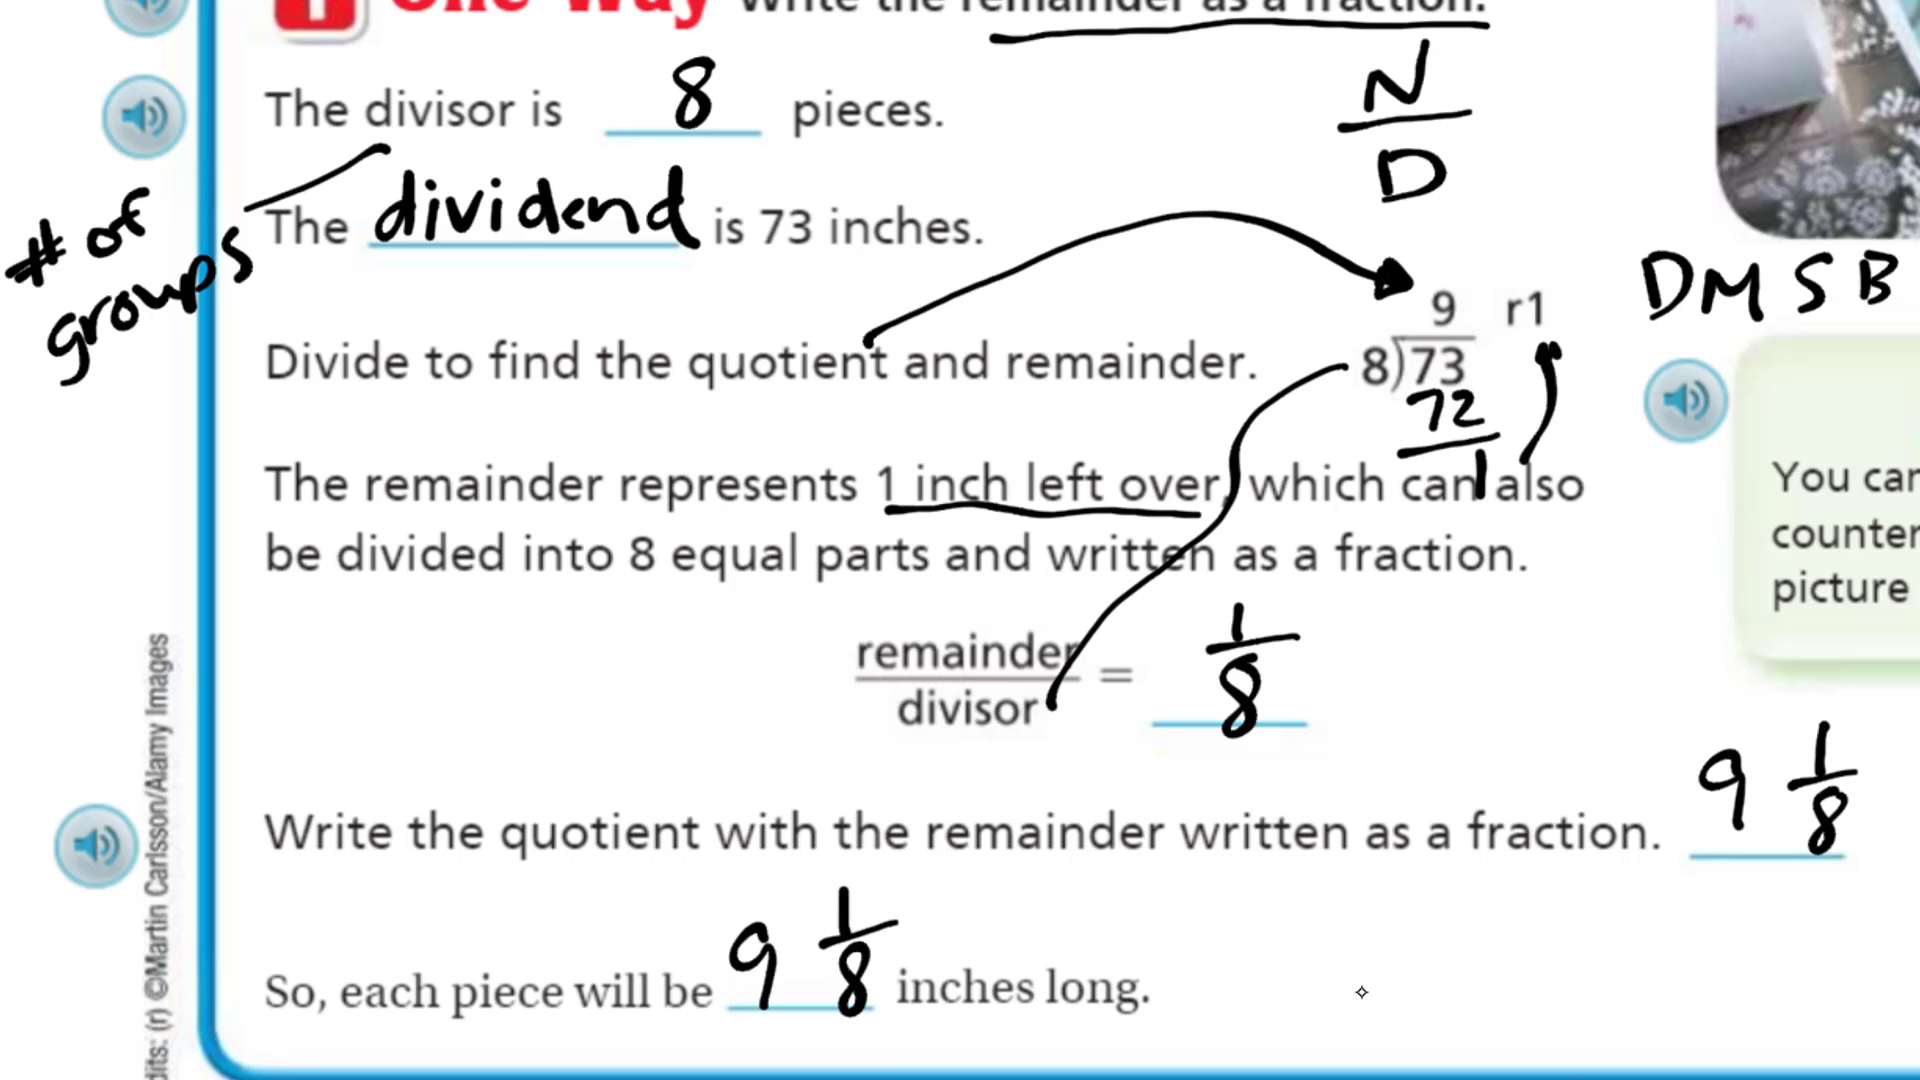 1 One Way Write the remainder as a fraction.
The divisor is 8 pieces.
N
D
# of groups
The dividend is 73 inches.
DMSB
9 r1
Divide to find the quotient and remainder. 8)73
72
1
The remainder represents 1 inch left over, which can also
be divided into 8 equal parts and written as a fraction.
You can
counter
picture
remainder
divisor
=
1
8
Write the quotient with the remainder written as a fraction. 9 1/8
So, each piece will be 9 1/8 inches long.
dits: (r) ©Martin Carlsson/Alamy Images